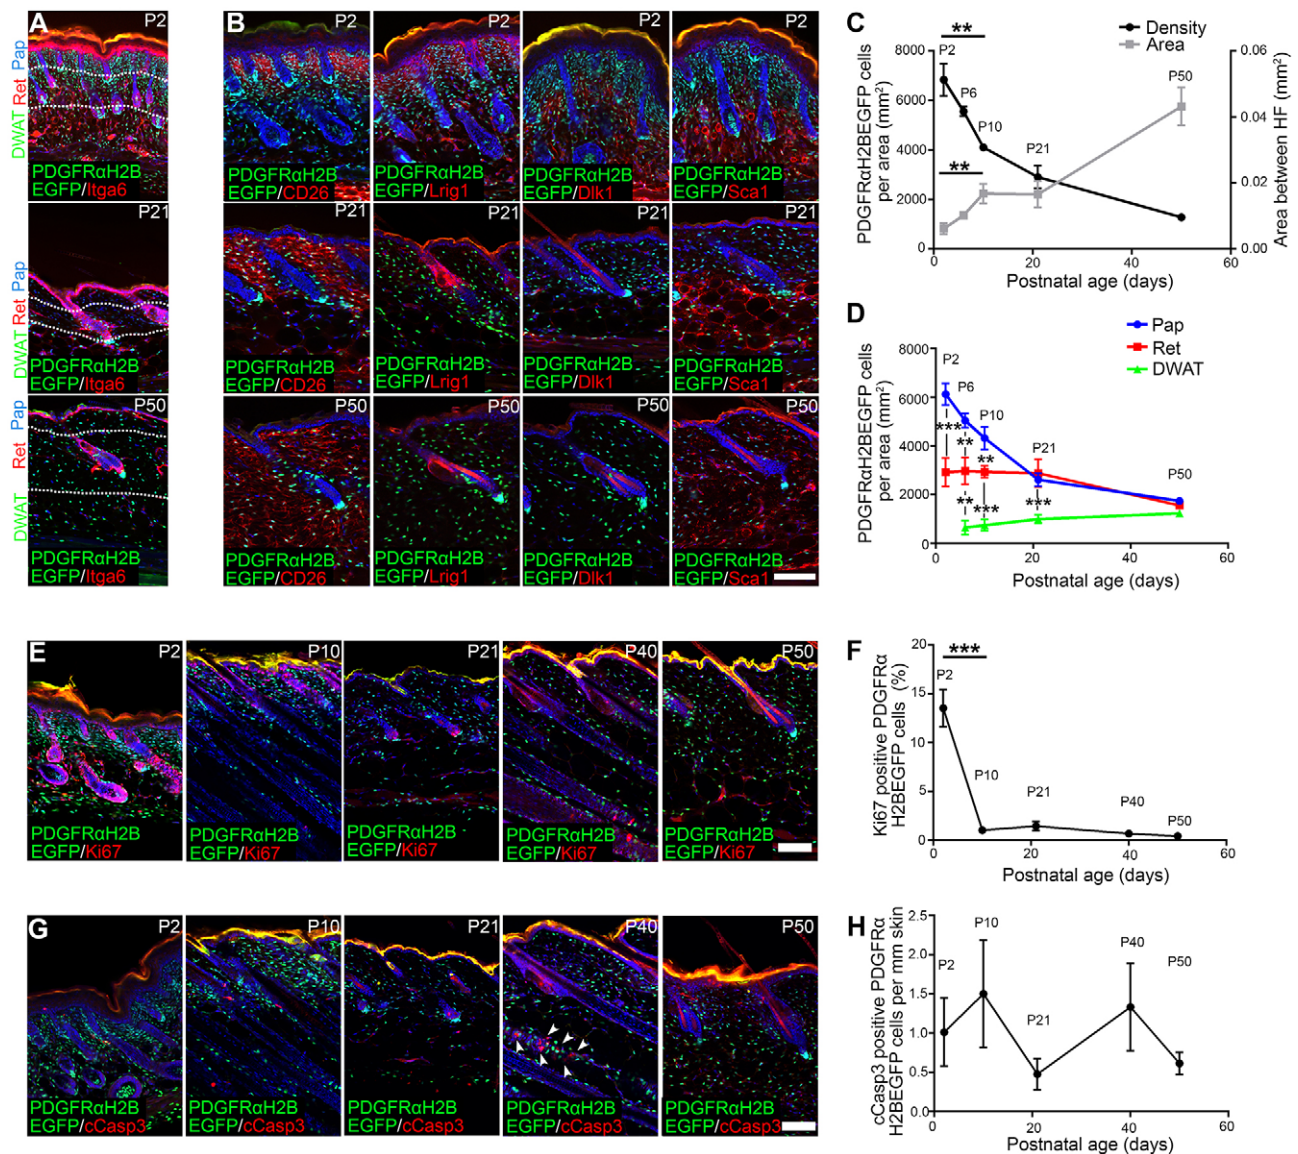 A
P2
DWAT Ret Pap
PDGFRαH2B
EGFP/Itga6
P21
DWAT Ret Pap
PDGFRαH2B
EGFP/Itga6
P50
DWAT Ret Pap
PDGFRαH2B
EGFP/Itga6
B
P2
PDGFRαH2B
EGFP/CD26
P2
PDGFRαH2B
EGFP/Lrig1
P2
PDGFRαH2B
EGFP/Dlk1
P2
PDGFRαH2B
EGFP/Sca1
P21
PDGFRαH2B
EGFP/CD26
P21
PDGFRαH2B
EGFP/Lrig1
P21
PDGFRαH2B
EGFP/Dlk1
P21
PDGFRαH2B
EGFP/Sca1
P50
PDGFRαH2B
EGFP/CD26
P50
PDGFRαH2B
EGFP/Lrig1
P50
PDGFRαH2B
EGFP/Dlk1
P50
PDGFRαH2B
EGFP/Sca1
C
Density
Area
PDGFRαH2BEGFP cells
per area (mm²)
8000
6000
4000
2000
0
**
**
P2
P6
P10
P21
P50
0.06
0.04
0.02
0.00
Area between HF (mm²)
0 20 40 60
Postnatal age (days)
D
Pap
Ret
DWAT
PDGFRαH2BEGFP cells
per area (mm²)
8000
6000
4000
2000
0
P2
P6
P10
P21
P50
***
**
**
**
***
***
0 20 40 60
Postnatal age (days)
E
P2
PDGFRαH2B
EGFP/Ki67
P10
PDGFRαH2B
EGFP/Ki67
P21
PDGFRαH2B
EGFP/Ki67
P40
PDGFRαH2B
EGFP/Ki67
P50
PDGFRαH2B
EGFP/Ki67
F
Ki67 positive PDGFRα
H2BEGFP cells (%)
20
15
10
5
0
***
P2
P10
P21
P40
P50
0 20 40 60
Postnatal age (days)
G
P2
PDGFRαH2B
EGFP/cCasp3
P10
PDGFRαH2B
EGFP/cCasp3
P21
PDGFRαH2B
EGFP/cCasp3
P40
PDGFRαH2B
EGFP/cCasp3
P50
PDGFRαH2B
EGFP/cCasp3
H
cCasp3 positive PDGFRα
H2BEGFP cells per mm skin
2.5
2.0
1.5
1.0
0.5
0.0
P2
P10
P21
P40
P50
0 20 40 60
Postnatal age (days)